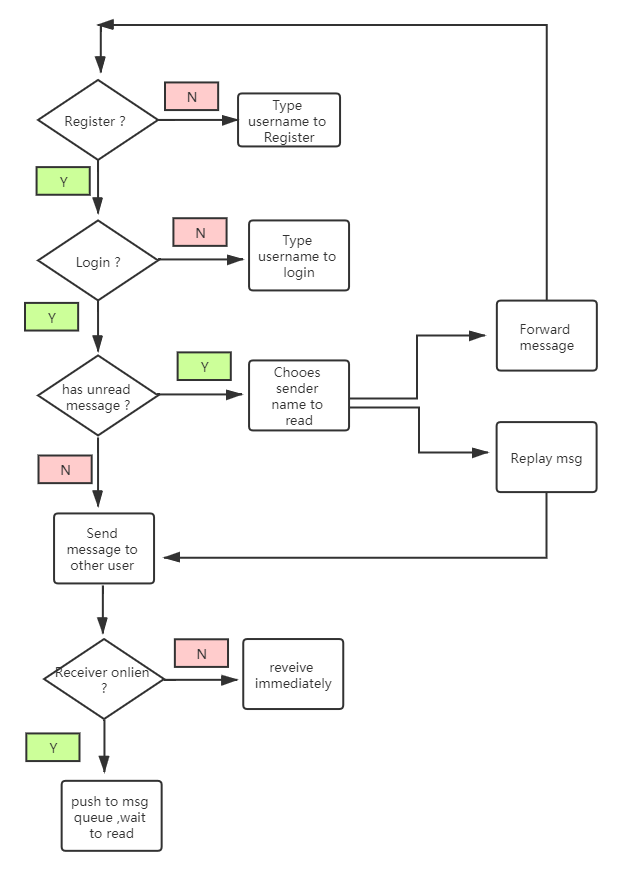 N
Type
username to
Register
Register ?
Y
N
Type
username to
login
Login ?
Y
Forward
message
Y
Chooes
sender
name to
read
has unread
message ?
Replay msg
N
Send
message to
other user
N
Receiver onlien
?
reveive
immediately
Y
push to msg
queue ,wait
to read